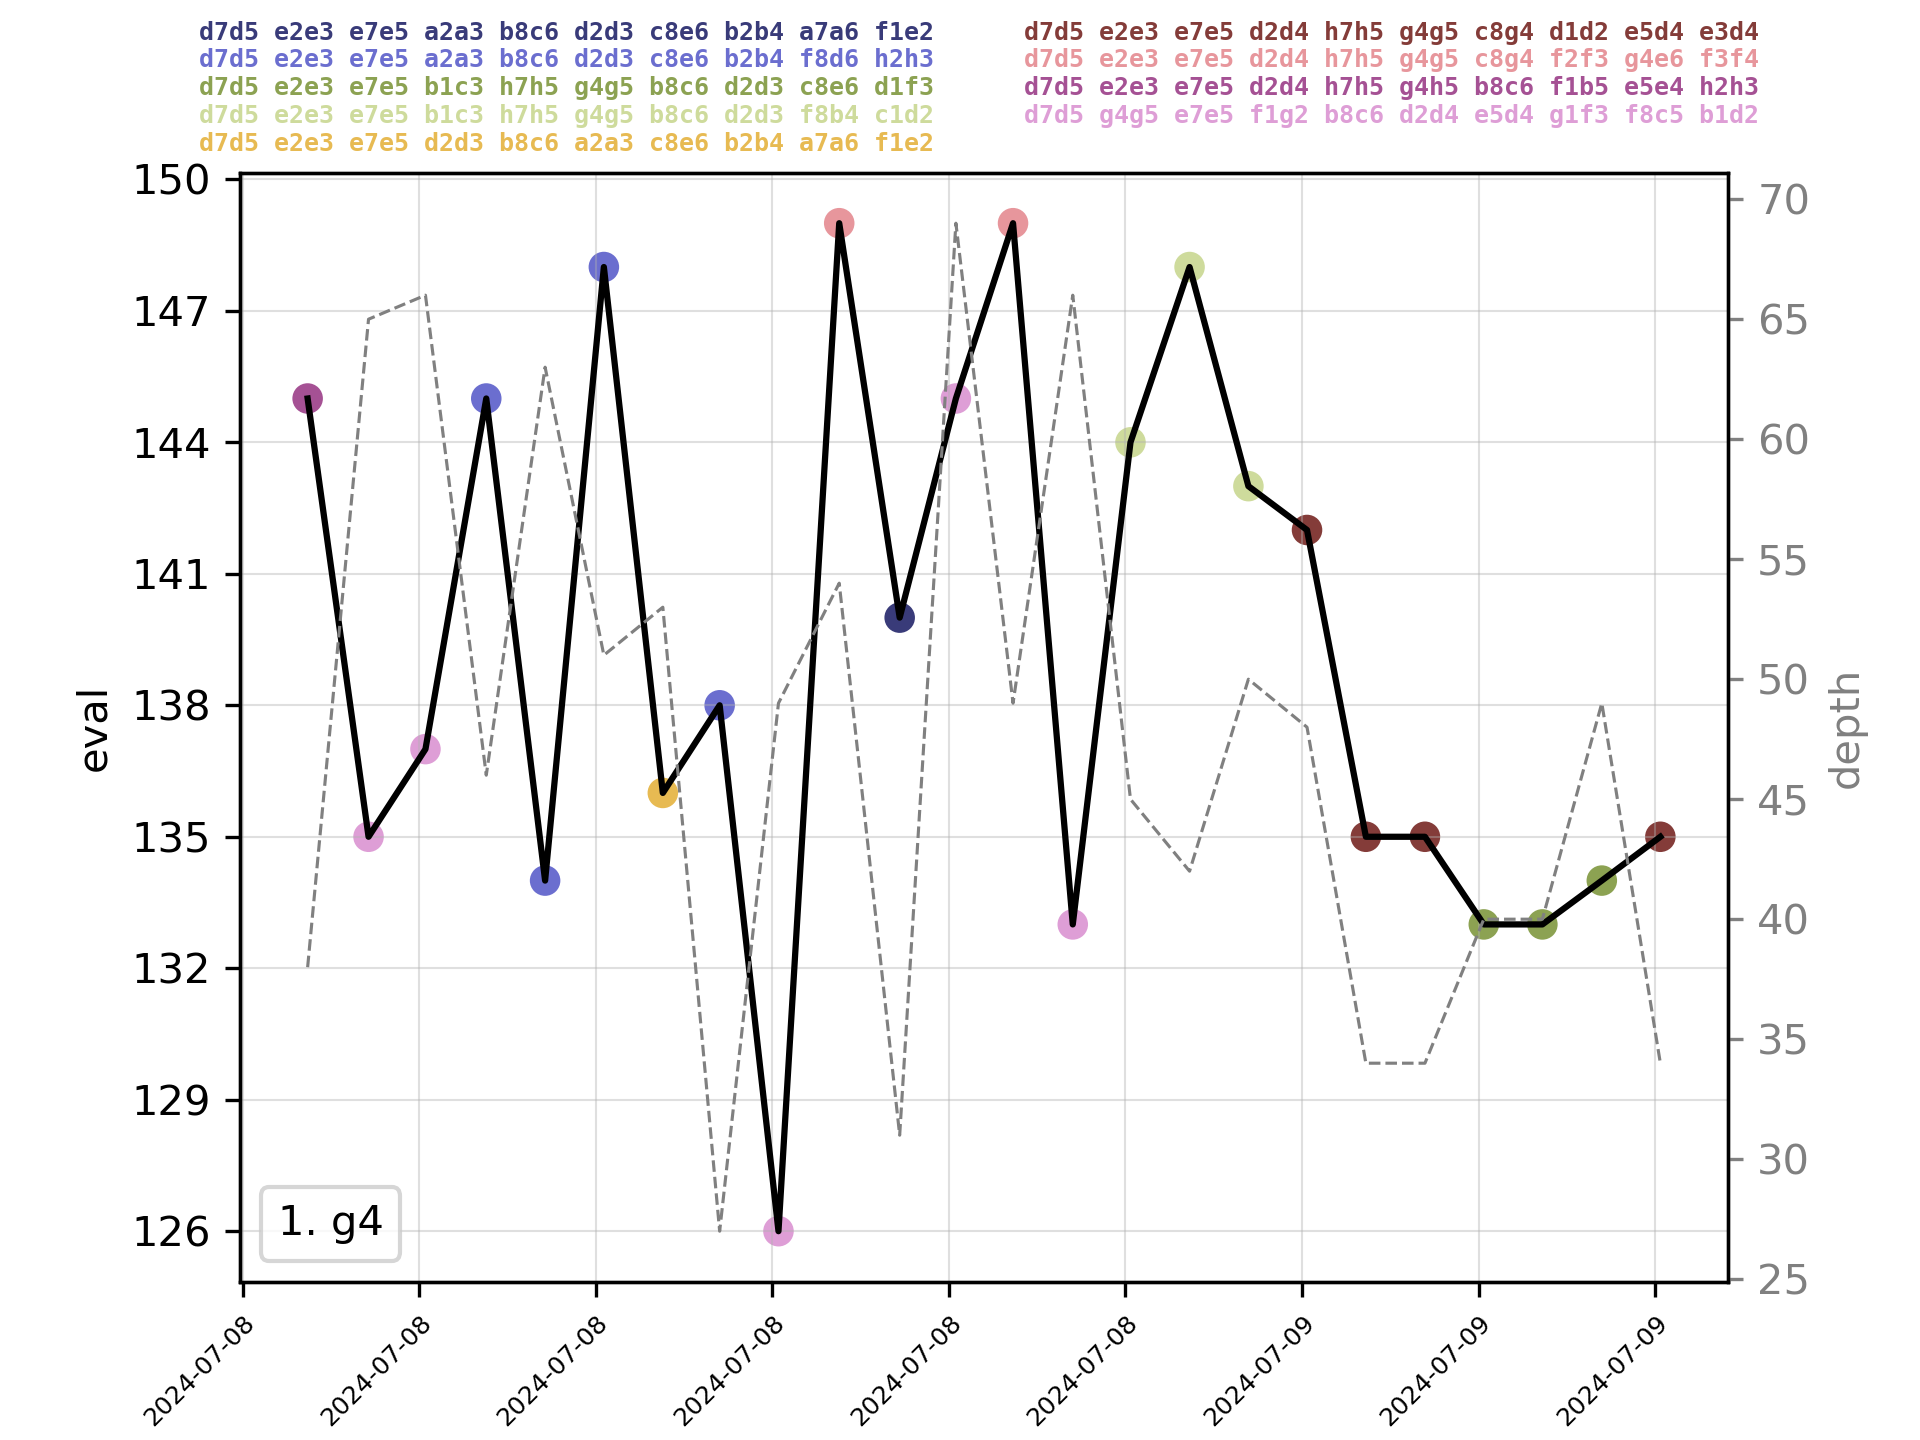 d7d5 e2e3 e7e5 a2a3 b8c6 d2d3 c8e6 b2b4 a7a6 f1e2
d7d5 e2e3 e7e5 a2a3 b8c6 d2d3 c8e6 b2b4 f8d6 h2h3
d7d5 e2e3 e7e5 b1c3 h7h5 g4g5 b8c6 d2d3 c8e6 d1f3
d7d5 e2e3 e7e5 b1c3 h7h5 g4g5 b8c6 d2d3 f8b4 c1d2
d7d5 e2e3 e7e5 d2d3 b8c6 a2a3 c8e6 b2b4 a7a6 f1e2
d7d5 e2e3 e7e5 d2d4 h7h5 g4g5 c8g4 d1d2 e5d4 e3d4
d7d5 e2e3 e7e5 d2d4 h7h5 g4g5 c8g4 f2f3 g4e6 f3f4
d7d5 e2e3 e7e5 d2d4 h7h5 g4h5 b8c6 f1b5 e5e4 h2h3
d7d5 g4g5 e7e5 f1g2 b8c6 d2d4 e5d4 g1f3 f8c5 b1d2
150
147
144
141
138
135
132
129
126
eval
70
65
60
55
50
45
40
35
30
25
depth
1. g4
2024-07-08
2024-07-08
2024-07-08
2024-07-08
2024-07-08
2024-07-08
2024-07-09
2024-07-09
2024-07-09